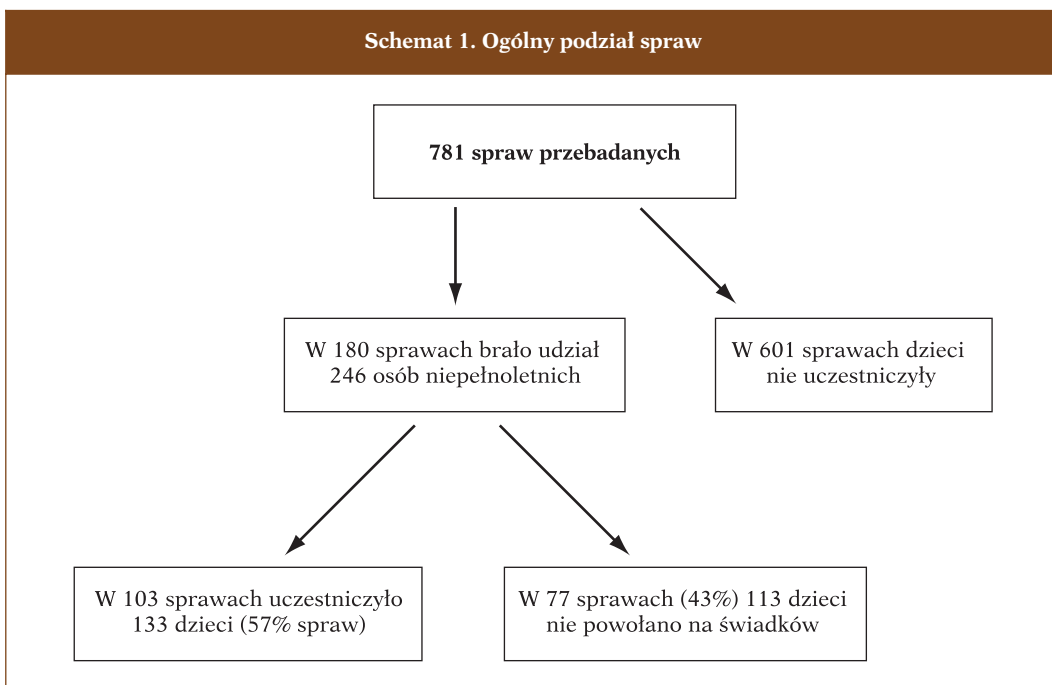 Schemat 1. Ogólny podział spraw
781 spraw przebadanych
W 180 sprawach brało udział
246 osób niepełnoletnich
W 601 sprawach dzieci
nie uczestniczyły
W 103 sprawach uczestniczyło
133 dzieci (57% spraw)
W 77 sprawach (43%) 113 dzieci
nie powołano na świadków